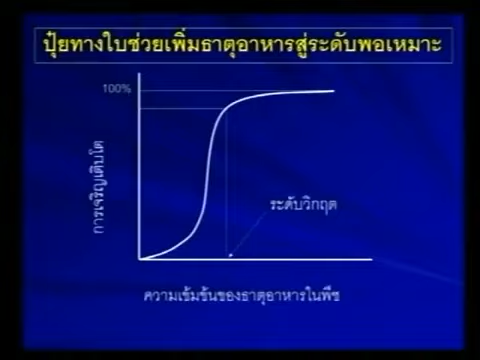 ปุ๋ยทางใบช่วยเพิ่มธาตุอาหารสู่ระดับพอเหมาะ
100%
การเจริญเติบโต
ระดับวิกฤต
ความเข้มข้นของธาตุอาหารในพืช